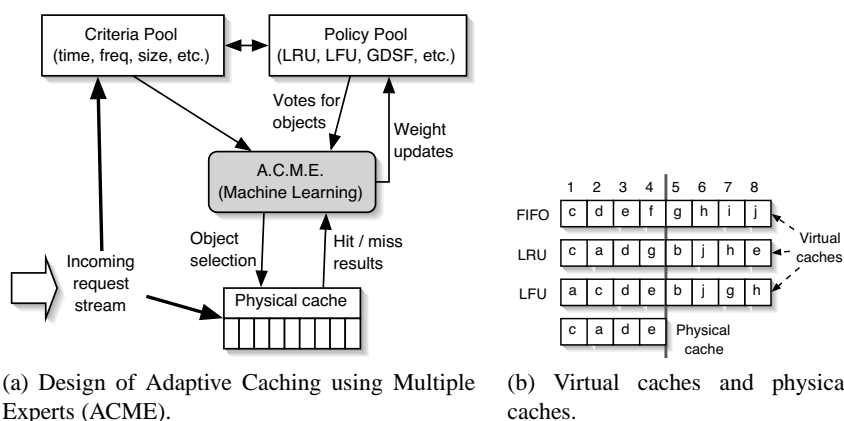 Criteria Pool
(time, freq, size, etc.)
Policy Pool
(LRU, LFU, GDSF, etc.)
Votes for
objects
Weight
updates
A.C.M.E.
(Machine Learning)
Object
selection
Hit / miss
results
Incoming
request
stream
Physical cache
(a) Design of Adaptive Caching using Multiple
Experts (ACME).
1 2 3 4 5 6 7 8
FIFO c d e f g h i j
LRU c a d g b j h e
LFU a c d e b j g h
Virtual
caches
c a d e
Physical
cache
(b) Virtual caches and physica
caches.